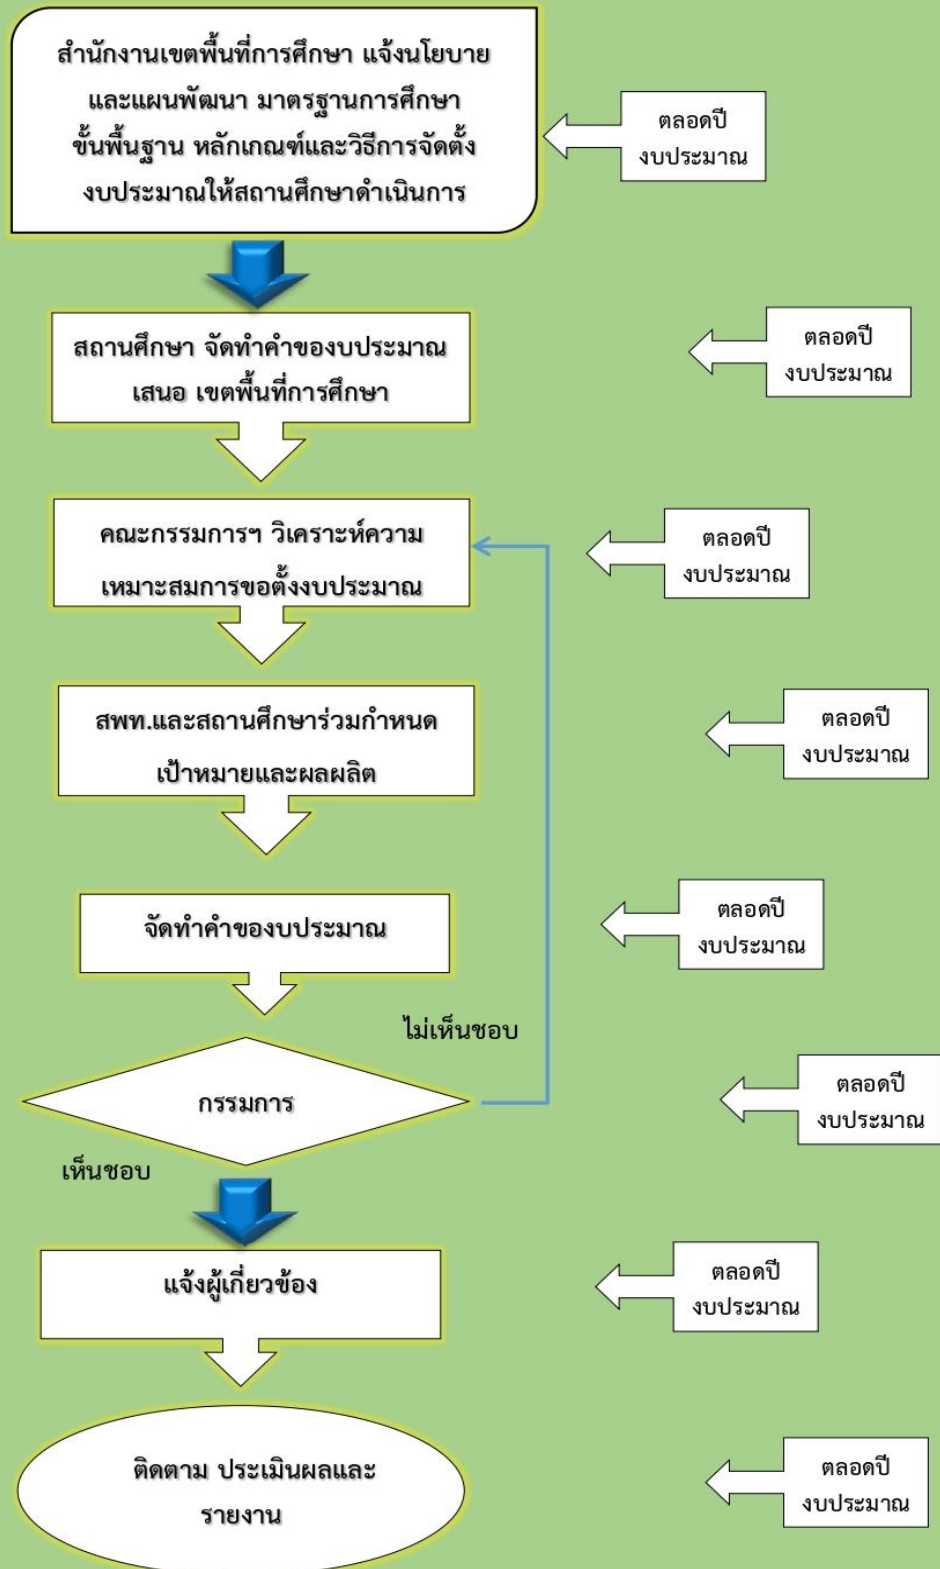 สำนักงานเขตพื้นที่การศึกษา แจ้งนโยบาย
และแผนพัฒนา มาตรฐานการศึกษา
ขั้นพื้นฐาน หลักเกณฑ์และวิธีการจัดตั้ง
งบประมาณให้สถานศึกษาดำเนินการ
ตลอดปี
งบประมาณ
สถานศึกษา จัดทำคำของบประมาณ
เสนอ เขตพื้นที่การศึกษา
ตลอดปี
งบประมาณ
คณะกรรมการฯ วิเคราะห์ความ
เหมาะสมการขอตั้งงบประมาณ
ตลอดปี
งบประมาณ
สพท.และสถานศึกษาร่วมกำหนด
เป้าหมายและผลผลิต
ตลอดปี
งบประมาณ
จัดทำคำของบประมาณ
ตลอดปี
งบประมาณ
ไม่เห็นชอบ
กรรมการ
ตลอดปี
งบประมาณ
เห็นชอบ
แจ้งผู้เกี่ยวข้อง
ตลอดปี
งบประมาณ
ติดตาม ประเมินผลและ
รายงาน
ตลอดปี
งบประมาณ